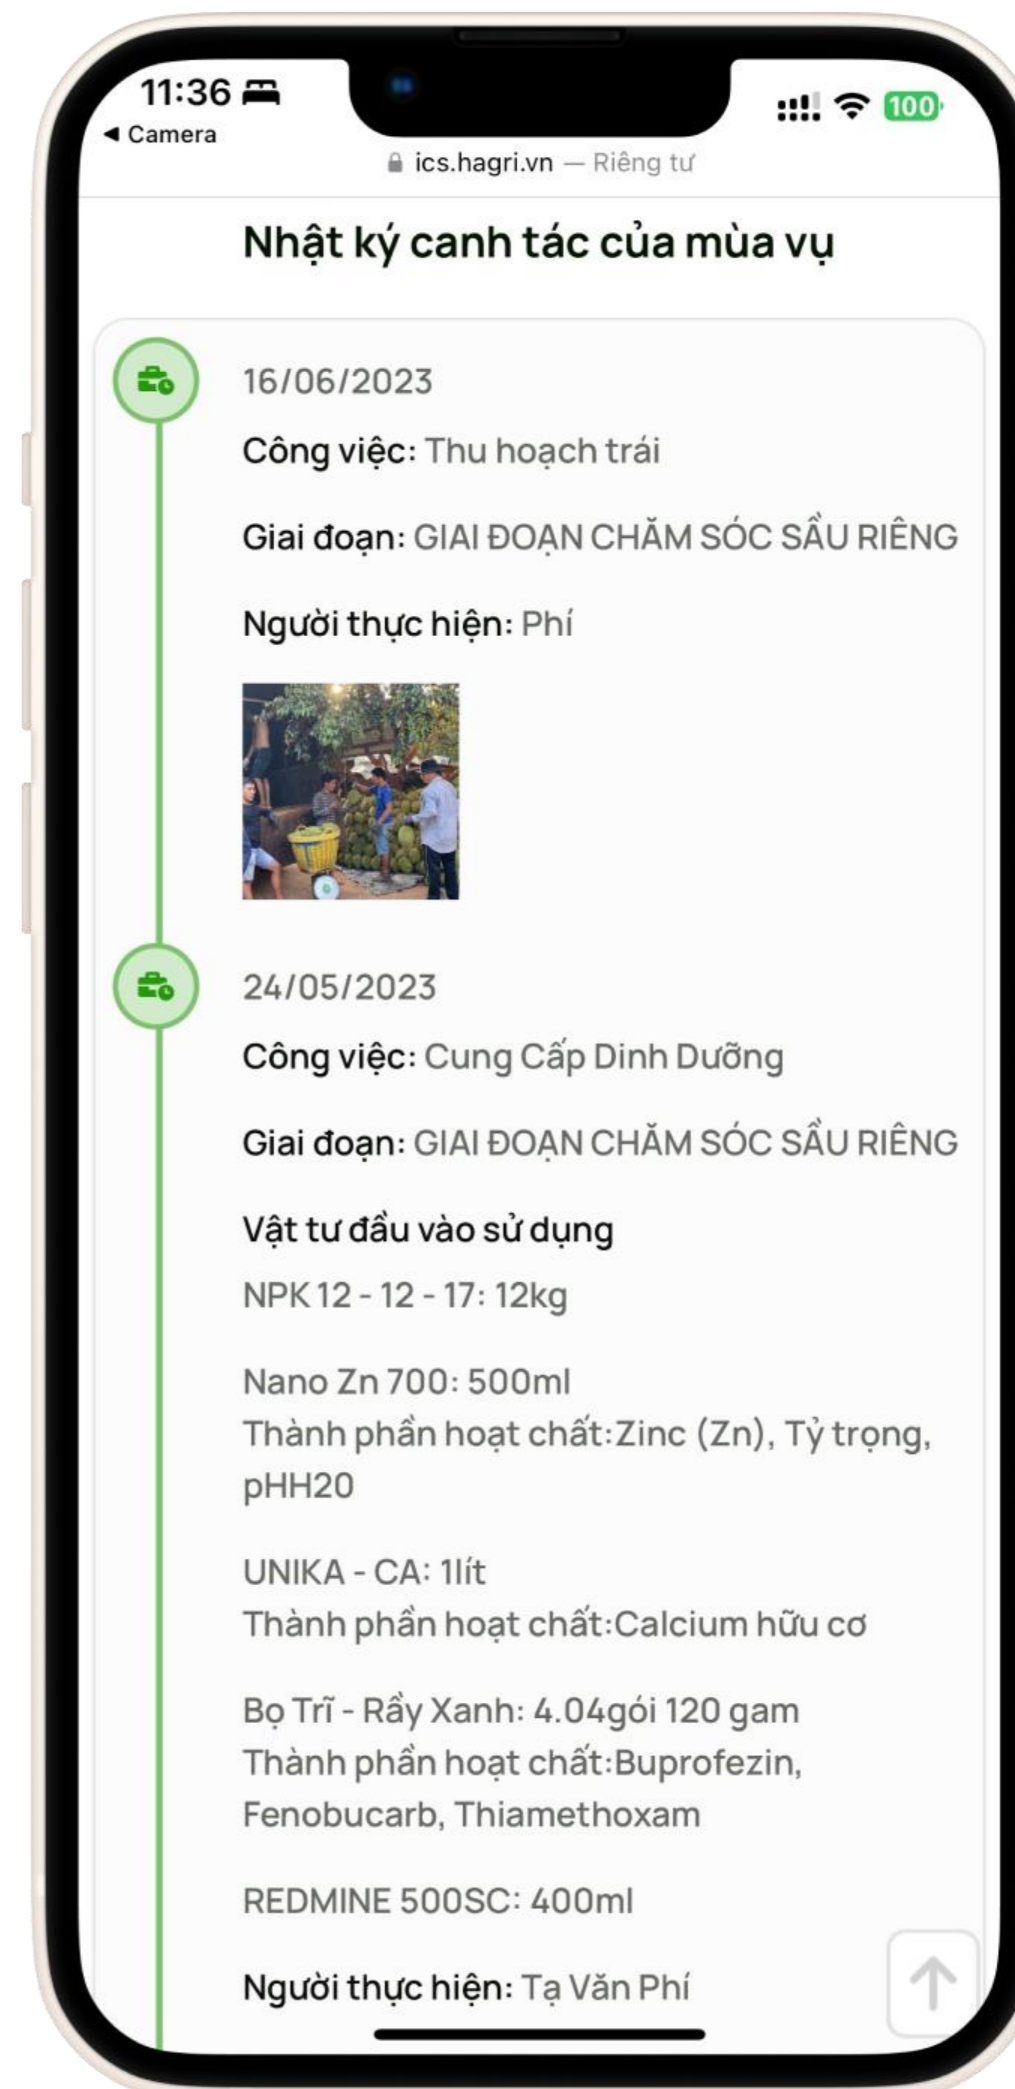 11:36
100
◀ Camera
ics.hagri.vn — Riêng tư
Nhật ký canh tác của mùa vụ
16/06/2023
Công việc: Thu hoạch trái
Giai đoạn: GIAI ĐOẠN CHĂM SÓC SẦU RIÊNG
Người thực hiện: Phí
24/05/2023
Công việc: Cung Cấp Dinh Dưỡng
Giai đoạn: GIAI ĐOẠN CHĂM SÓC SẦU RIÊNG
Vật tư đầu vào sử dụng
NPK 12 - 12 - 17: 12kg
Nano Zn 700: 500ml
Thành phần hoạt chất:Zinc (Zn), Tỷ trọng,
pHH20
UNIKA - CA: 1lít
Thành phần hoạt chất:Calcium hữu cơ
Bọ Trĩ - Rầy Xanh: 4.04gói 120 gam
Thành phần hoạt chất:Buprofezin,
Fenobucarb, Thiamethoxam
REDMINE 500SC: 400ml
Người thực hiện: Tạ Văn Phí